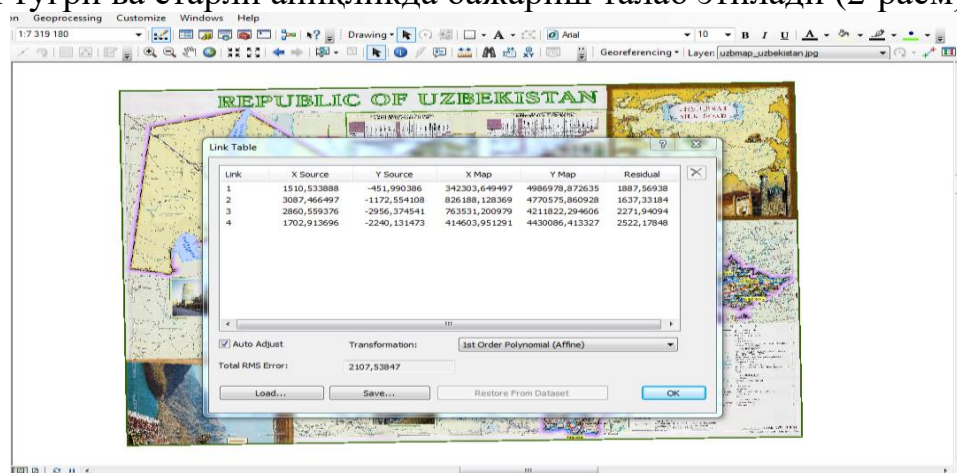 тўғри ва етарли аниқликда бажариш талаб этилади (2-расм)
Geoprocessing Customize Windows Help
1:7 319 180 Drawing 10 B I U A
Arial
Georeferencing Layer: uzbmap_uzbekistan.jpg
REPUBLIC OF UZBEKISTAN
Link Table
Link X Source Y Source X Map Y Map Residual
1 1510,533888 -451,990386 342303,649497 4986978,872635 1887,56938
2 3087,466497 -1172,554108 826188,128369 4770575,860928 1637,33184
3 2860,559376 -2956,374541 763531,200979 4211822,294606 2271,94094
4 1702,913696 -2240,131473 414603,951291 4430086,413327 2522,17848
Auto Adjust Transformation: 1st Order Polynomial (Affine)
Total RMS Error: 2107,53847
Load... Save... Restore From Dataset OK